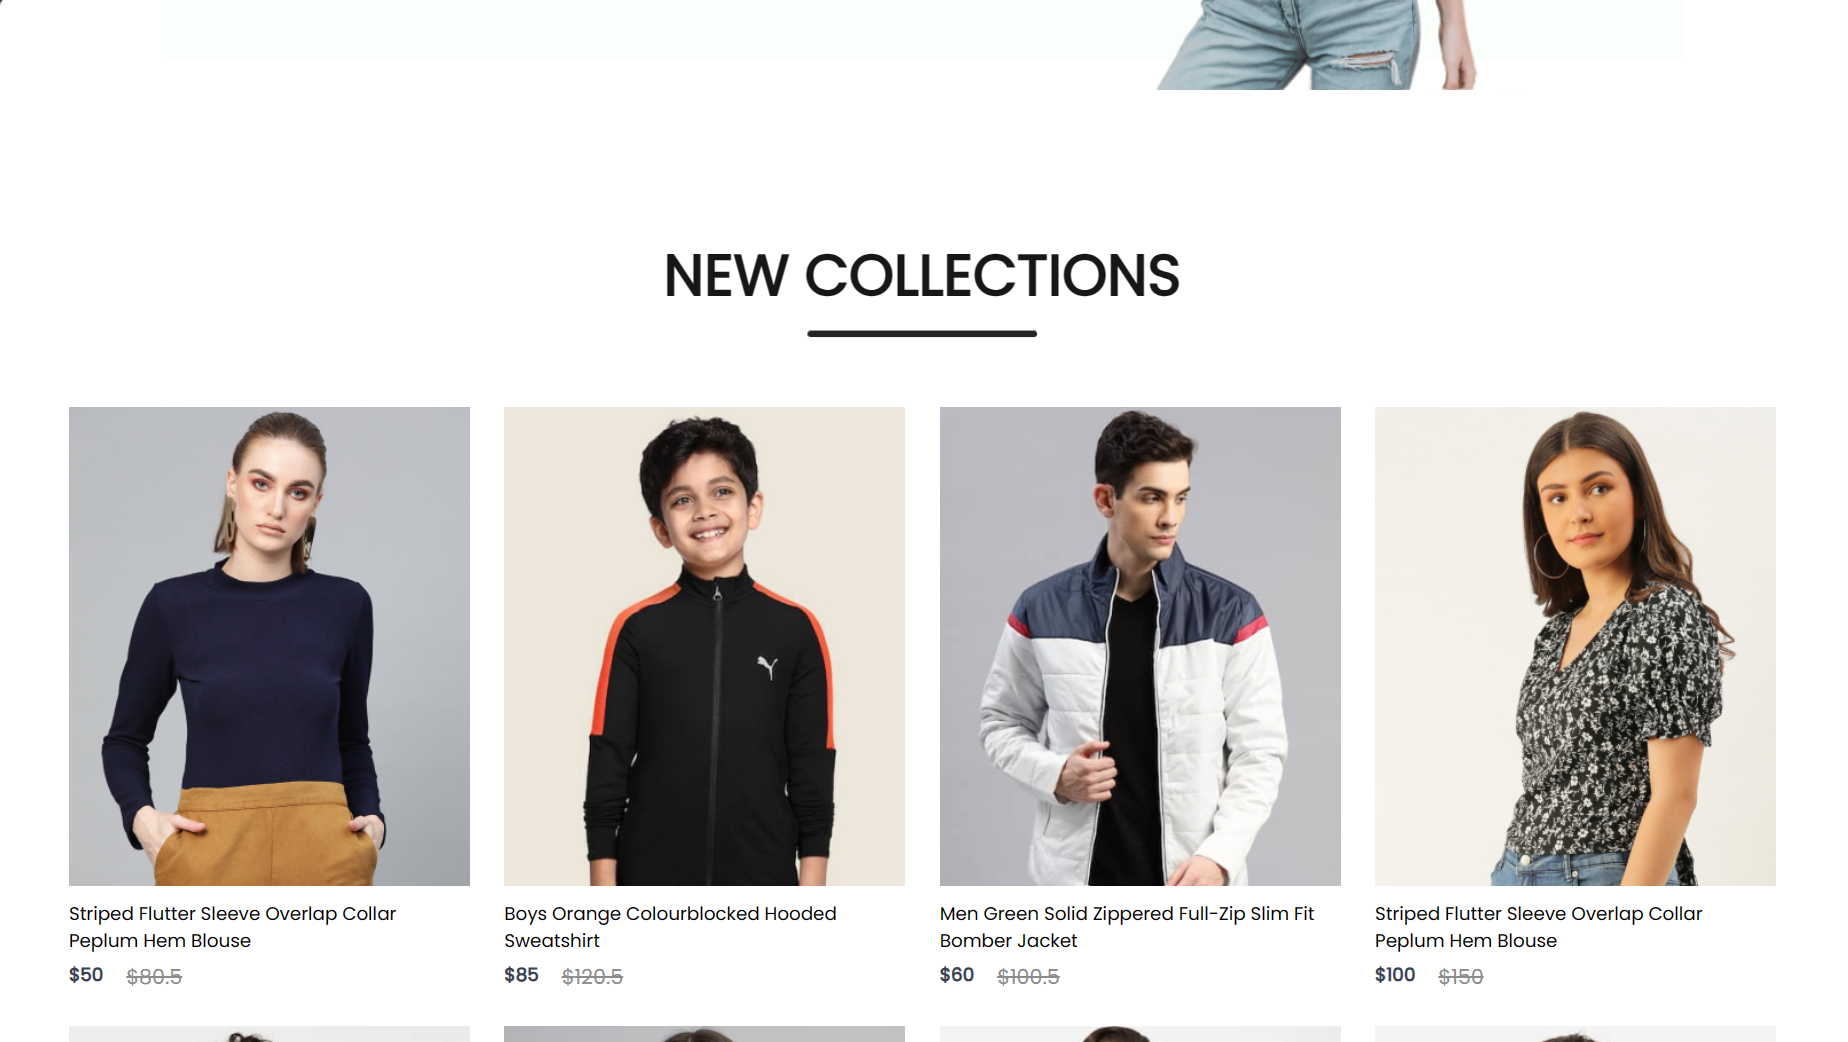 NEW COLLECTIONS
Striped Flutter Sleeve Overlap Collar
Peplum Hem Blouse
$50 $80.5
Boys Orange Colourblocked Hooded
Sweatshirt
$85 $120.5
Men Green Solid Zippered Full-Zip Slim Fit
Bomber Jacket
$60 $100.5
Striped Flutter Sleeve Overlap Collar
Peplum Hem Blouse
$100 $150